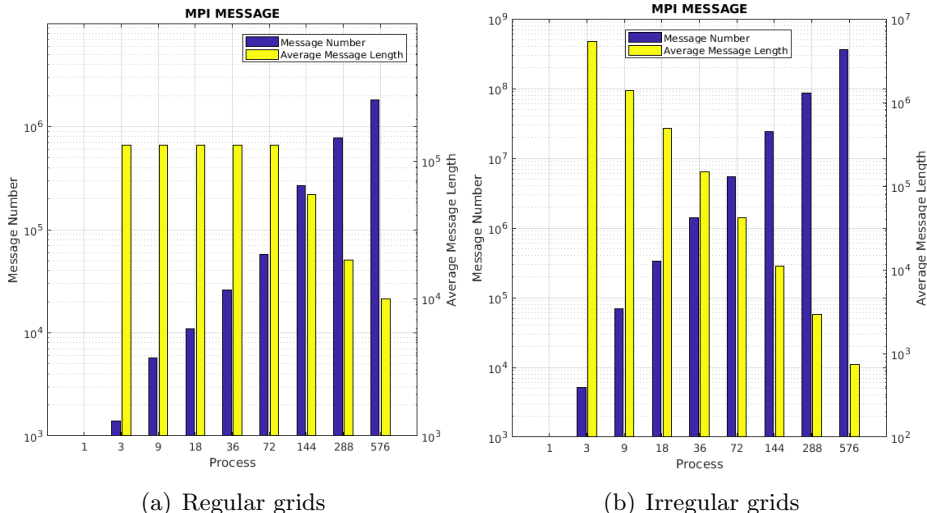 MPI MESSAGE
Message Number
Average Message Length
10^6
10^5
10^4
10^3
Message Number
10^5
10^4
10^3
Average Message Length
1 3 9 18 36 72 144 288 576
Process
(a) Regular grids
MPI MESSAGE
Message Number
Average Message Length
10^9
10^8
10^7
10^6
10^5
10^4
10^3
Message Number
10^7
10^6
10^5
10^4
10^3
10^2
Average Message Length
1 3 9 18 36 72 144 288 576
Process
(b) Irregular grids